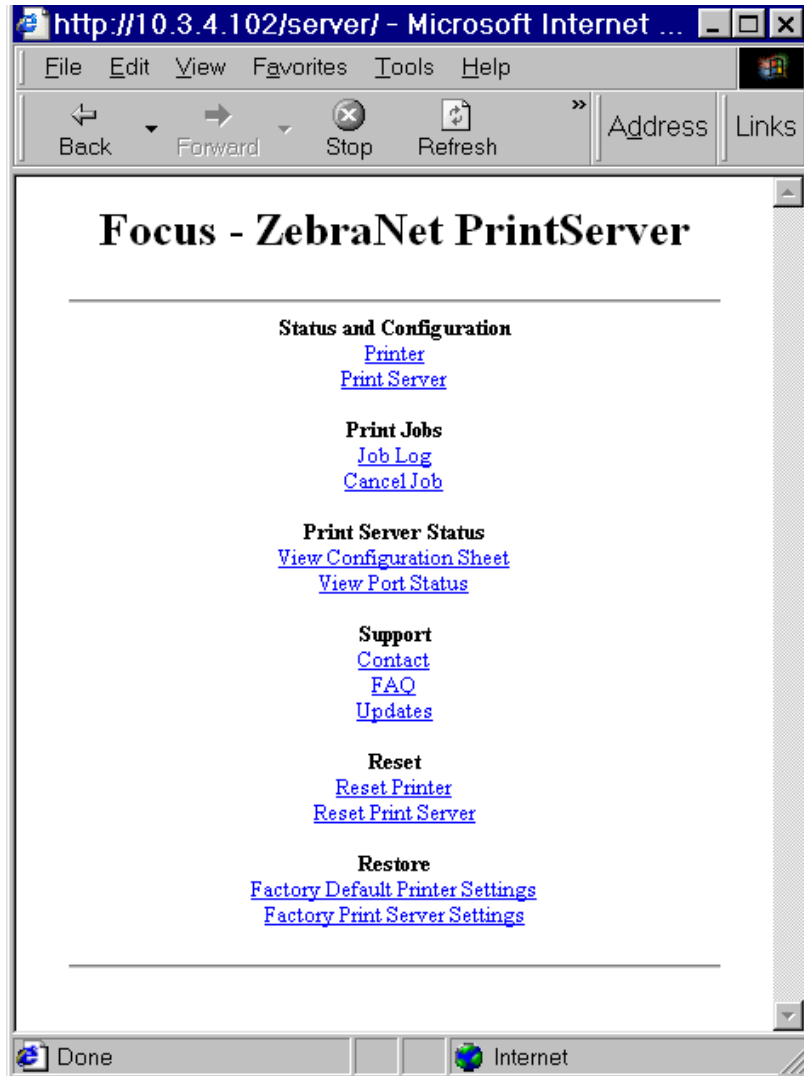 http://10.3.4.102/server/ - Microsoft Internet ...
File Edit View Favorites Tools Help
Back Forward Stop Refresh » Address Links
Focus - ZebraNet PrintServer
Status and Configuration
Printer
Print Server
Print Jobs
Job Log
Cancel Job
Print Server Status
View Configuration Sheet
View Port Status
Support
Contact
FAQ
Updates
Reset
Reset Printer
Reset Print Server
Restore
Factory Default Printer Settings
Factory Print Server Settings
Done Internet